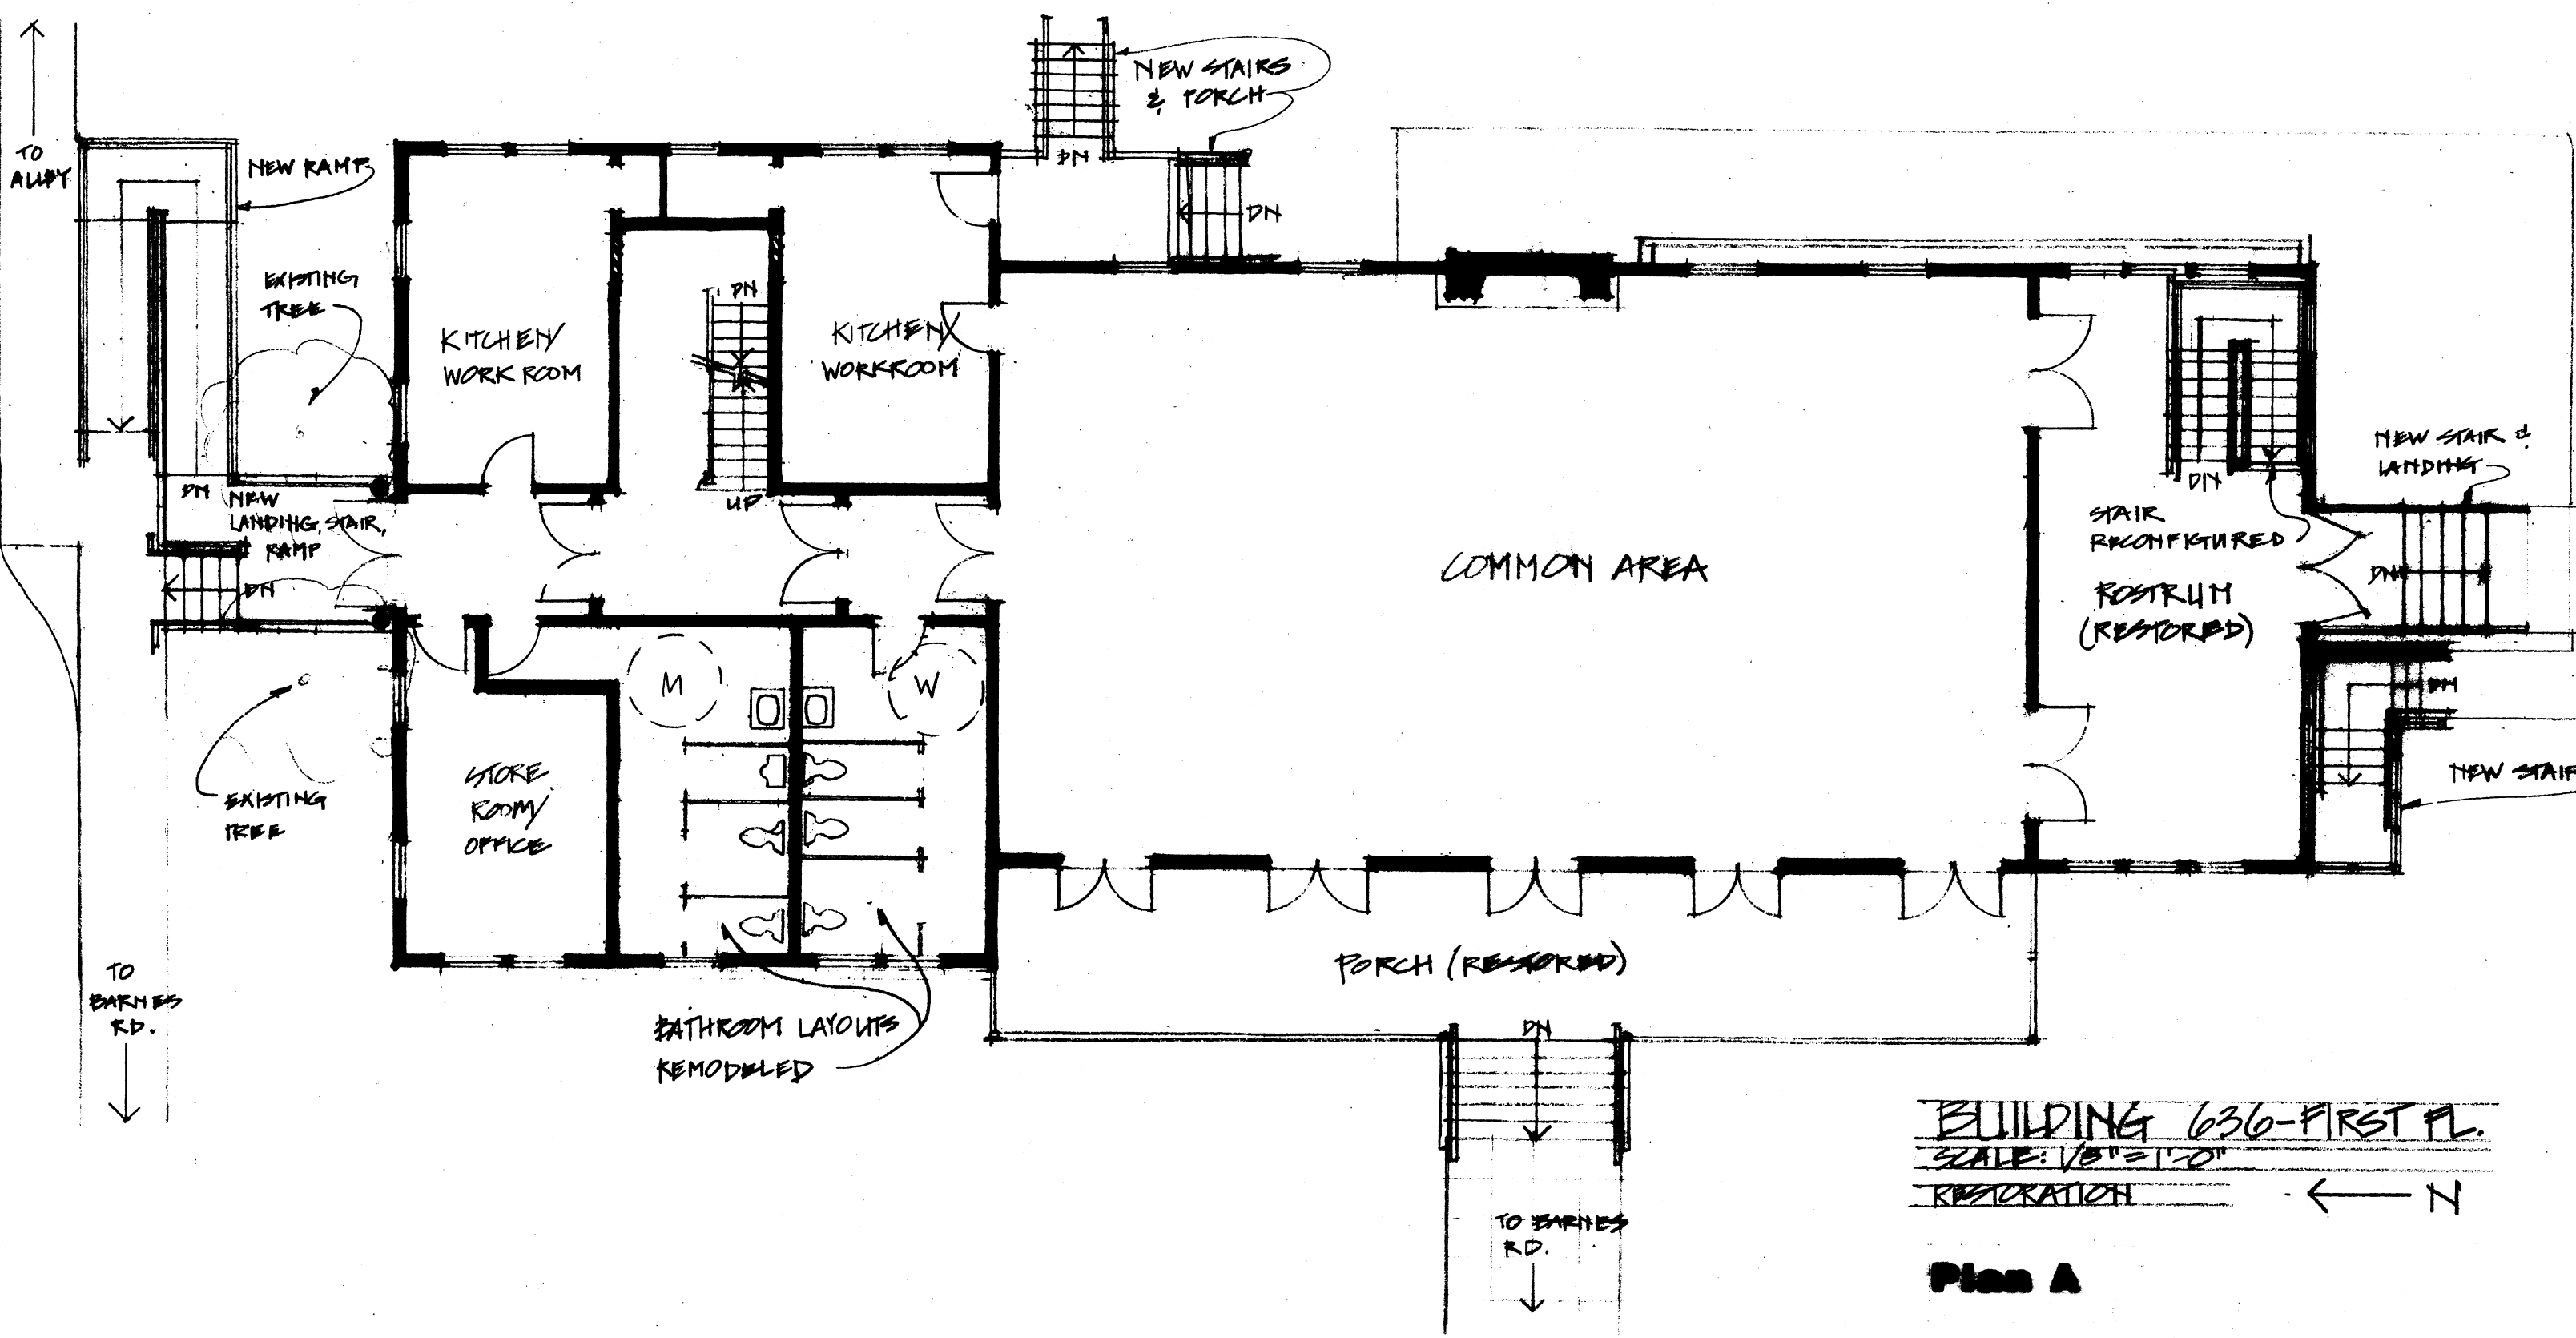 TO
ALLEY
NEW RAMP
EXISTING
TREE
NEW STAIRS
& PORCH
DN
DN
DN
KITCHEN/
WORK ROOM
KITCHEN/
WORKROOM
UP
DN
NEW
LANDING, STAIR,
RAMP
DN
COMMON AREA
DN
STAIR
RECONFIGURED
ROSTRUM
(RESTORED)
NEW STAIR &
LANDING
DN
DN
NEW STAIR
M
W
STORE
ROOM/
OFFICE
EXISTING
TREE
TO
BARNES
RD.
BATHROOM LAYOUTS
REMODELED
PORCH (RESTORED)
DN
TO BARNES
RD.
BUILDING 636-FIRST FL.
SCALE: 1/8"=1'-0"
RESTORATION
N
Plan A